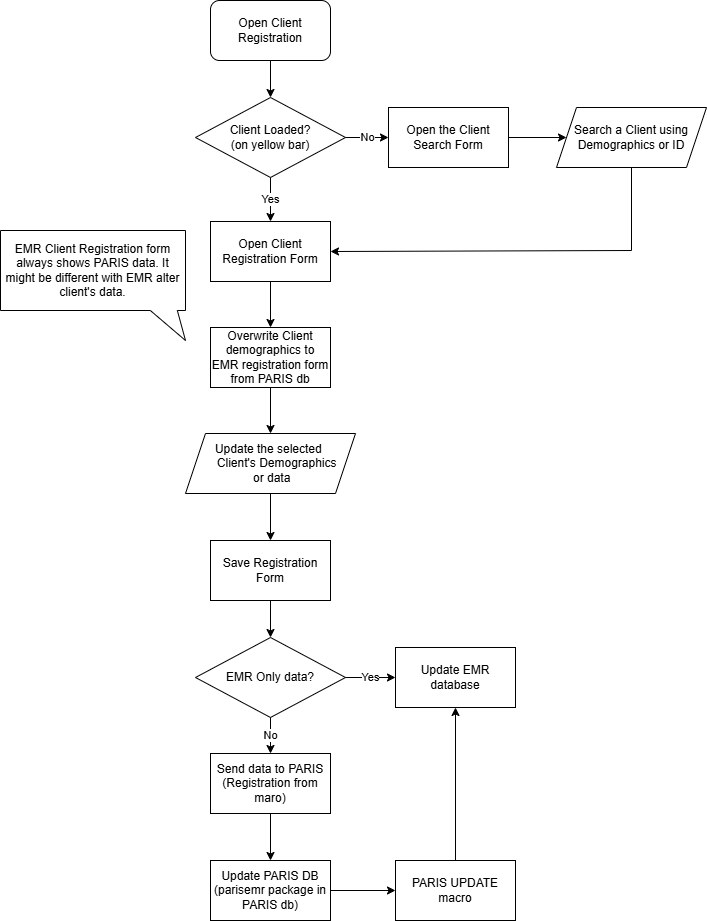 Open Client
Registration
Client Loaded?
(on yellow bar)
No
Open the Client
Search Form
Search a Client using
Demographics or ID
Yes
Open Client
Registration Form
EMR Client Registration form
always shows PARIS data. It
might be different with EMR alter
client's data.
Overwrite Client
demographics to
EMR registration form
from PARIS db
Update the selected
Client's Demographics
or data
Save Registration
Form
EMR Only data?
Yes
Update EMR
database
No
Send data to PARIS
(Registration from
maro)
Update PARIS DB
(parisemr package in
PARIS db)
PARIS UPDATE
macro